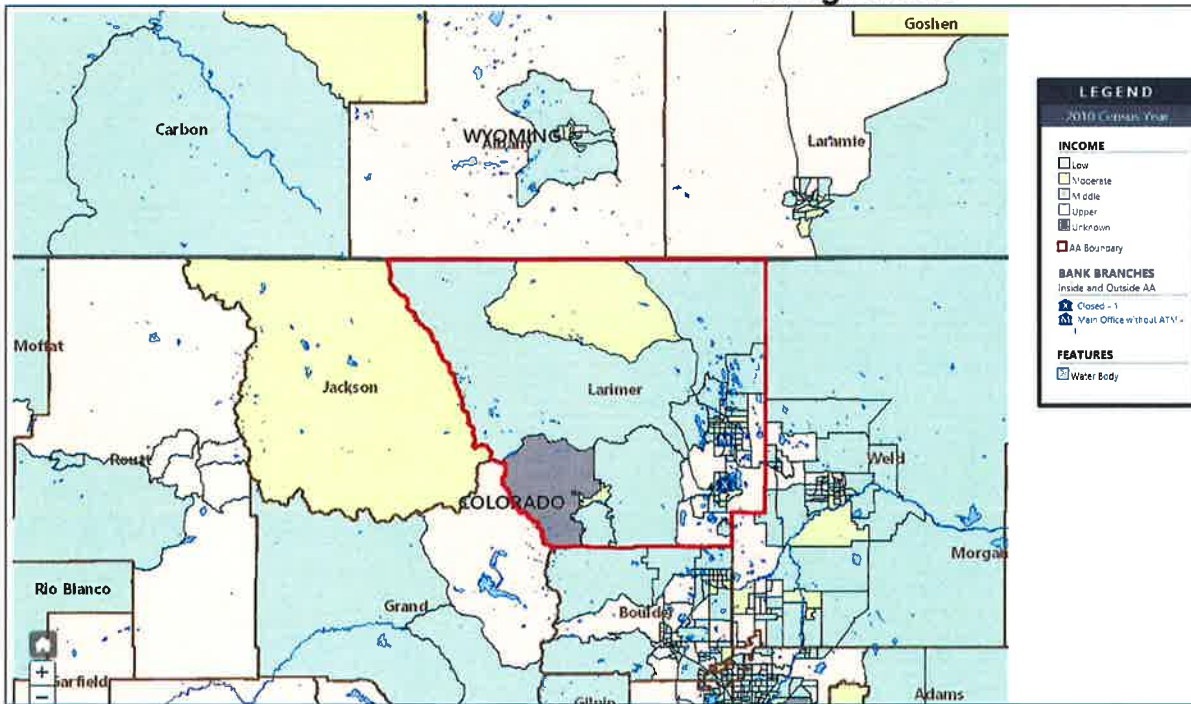 Goshen
Carbon
WYOMING
Albany
Laramie
Moffat
Jackson
Larimer
Routt
Weld
COLORADO
Morgan
Rio Blanco
Grand
Boulder
Garfield
Gilpin
Adams
+
−
LEGEND
2010 Census Year
INCOME
Low
Moderate
Middle
Upper
Unknown
AA Boundary
BANK BRANCHES
Inside and Outside AA
Closed - 1
Main Office without ATM -
1
FEATURES
Water Body